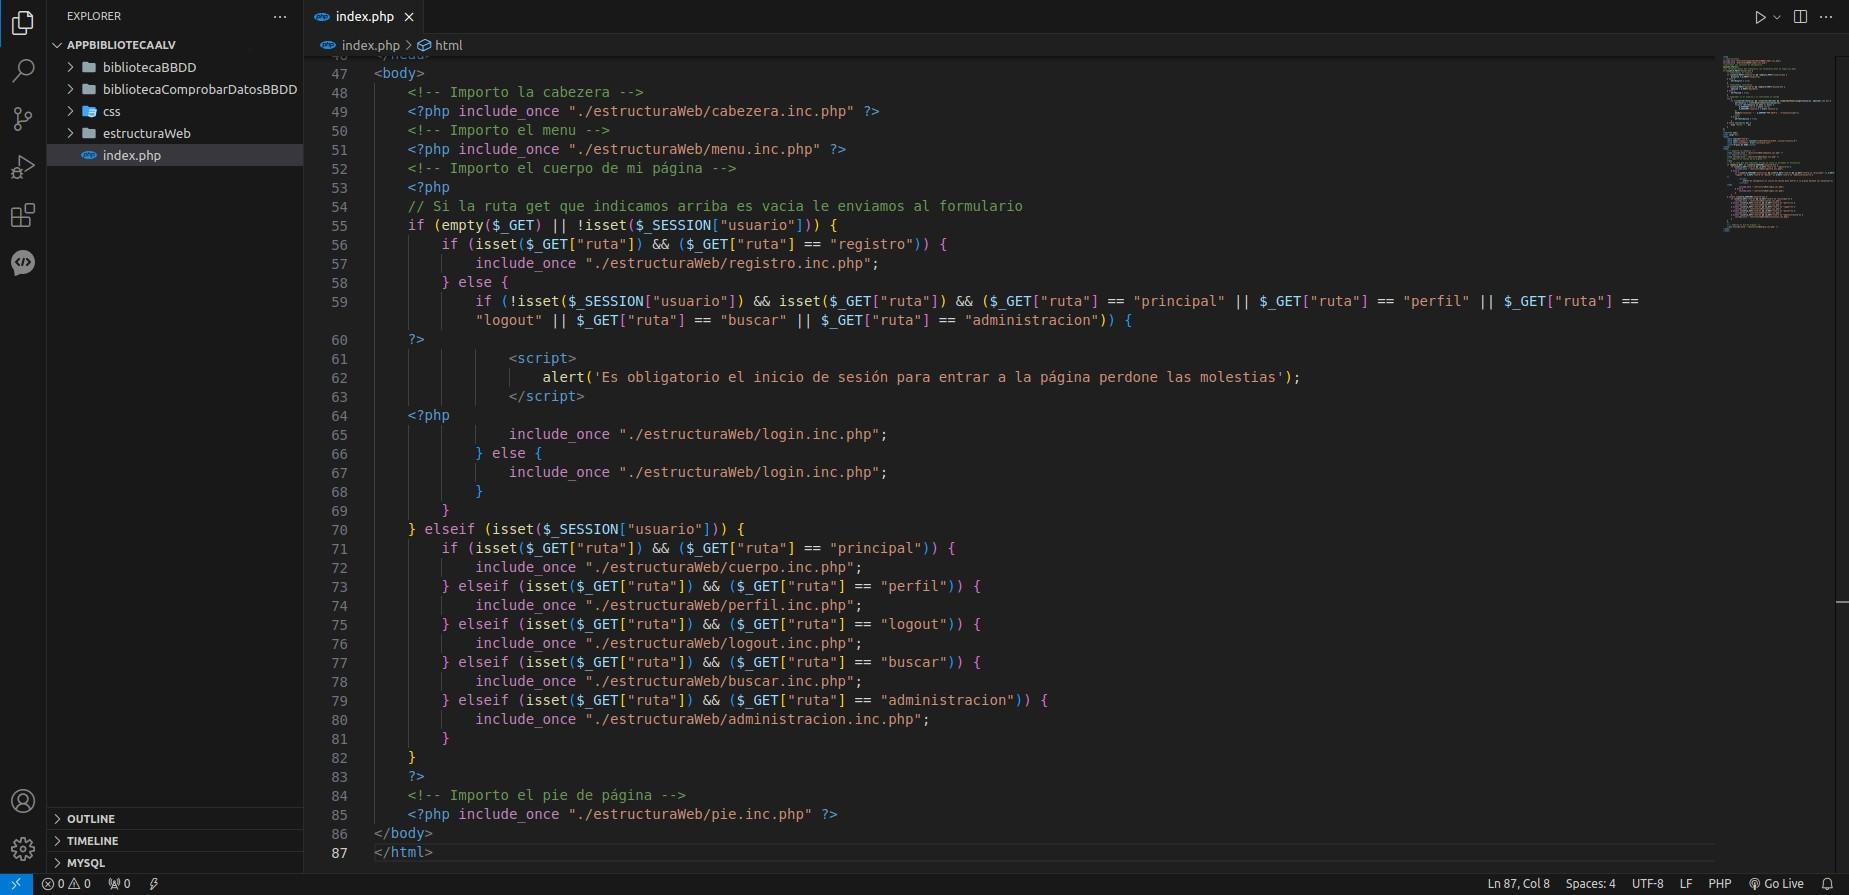 EXPLORER
index.php
index.php > html
APPBIBLIOTECAALV
bibliotecaBBDD
bibliotecaComprobarDatosBBDD
css
estructuraWeb
index.php
47 <body>
48 <!-- Importo la cabezera -->
49 <?php include_once "./estructuraWeb/cabezera.inc.php" ?>
50 <!-- Importo el menu -->
51 <?php include_once "./estructuraWeb/menu.inc.php" ?>
52 <!-- Importo el cuerpo de mi página -->
53 <?php
54 // Si la ruta get que indicamos arriba es vacia le enviamos al formulario
55 if (empty($_GET) || !isset($_SESSION["usuario"])) {
56 if (isset($_GET["ruta"]) && ($_GET["ruta"] == "registro")) {
57 include_once "./estructuraWeb/registro.inc.php";
58 } else {
59 if (!isset($_SESSION["usuario"]) && isset($_GET["ruta"]) && ($_GET["ruta"] == "principal" || $_GET["ruta"] == "perfil" || $_GET["ruta"] ==
"logout" || $_GET["ruta"] == "buscar" || $_GET["ruta"] == "administracion")) {
60 ?>
61 <script>
62 alert('Es obligatorio el inicio de sesión para entrar a la página perdone las molestias');
63 </script>
64 <?php
65 include_once "./estructuraWeb/login.inc.php";
66 } else {
67 include_once "./estructuraWeb/login.inc.php";
68 }
69 }
70 } elseif (isset($_SESSION["usuario"])) {
71 if (isset($_GET["ruta"]) && ($_GET["ruta"] == "principal")) {
72 include_once "./estructuraWeb/cuerpo.inc.php";
73 } elseif (isset($_GET["ruta"]) && ($_GET["ruta"] == "perfil")) {
74 include_once "./estructuraWeb/perfil.inc.php";
75 } elseif (isset($_GET["ruta"]) && ($_GET["ruta"] == "logout")) {
76 include_once "./estructuraWeb/logout.inc.php";
77 } elseif (isset($_GET["ruta"]) && ($_GET["ruta"] == "buscar")) {
78 include_once "./estructuraWeb/buscar.inc.php";
79 } elseif (isset($_GET["ruta"]) && ($_GET["ruta"] == "administracion")) {
80 include_once "./estructuraWeb/administracion.inc.php";
81 }
82 }
83 ?>
84 <!-- Importo el pie de página -->
85 <?php include_once "./estructuraWeb/pie.inc.php" ?>
86 </body>
87 </html>
OUTLINE
TIMELINE
MYSQL
0 0 0 Ln 87, Col 8 Spaces: 4 UTF-8 LF PHP Go Live